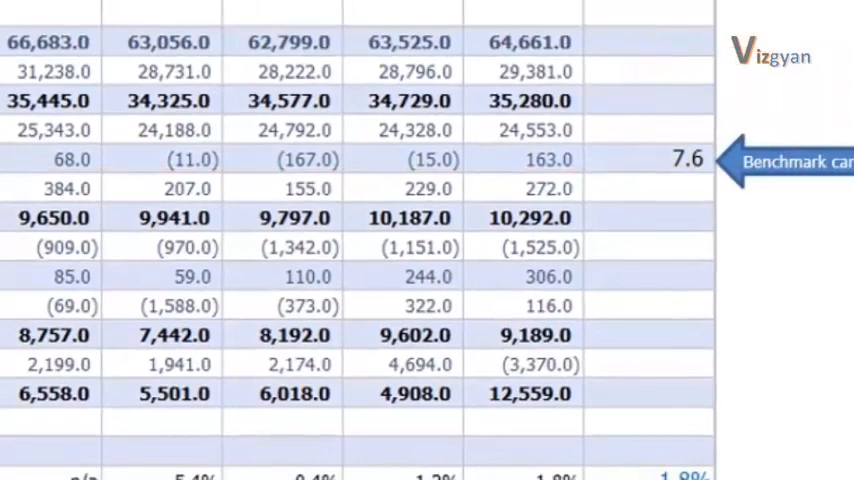 Vizgyan
66,683.0 63,056.0 62,799.0 63,525.0 64,661.0
31,238.0 28,731.0 28,222.0 28,796.0 29,381.0
35,445.0 34,325.0 34,577.0 34,729.0 35,280.0
25,343.0 24,188.0 24,792.0 24,328.0 24,553.0
68.0 (11.0) (167.0) (15.0) 163.0 7.6 Benchmark can
384.0 207.0 155.0 229.0 272.0
9,650.0 9,941.0 9,797.0 10,187.0 10,292.0
(909.0) (970.0) (1,342.0) (1,151.0) (1,525.0)
85.0 59.0 110.0 244.0 306.0
(69.0) (1,588.0) (373.0) 322.0 116.0
8,757.0 7,442.0 8,192.0 9,602.0 9,189.0
2,199.0 1,941.0 2,174.0 4,694.0 (3,370.0)
6,558.0 5,501.0 6,018.0 4,908.0 12,559.0
n/a 1.8% 1.8%